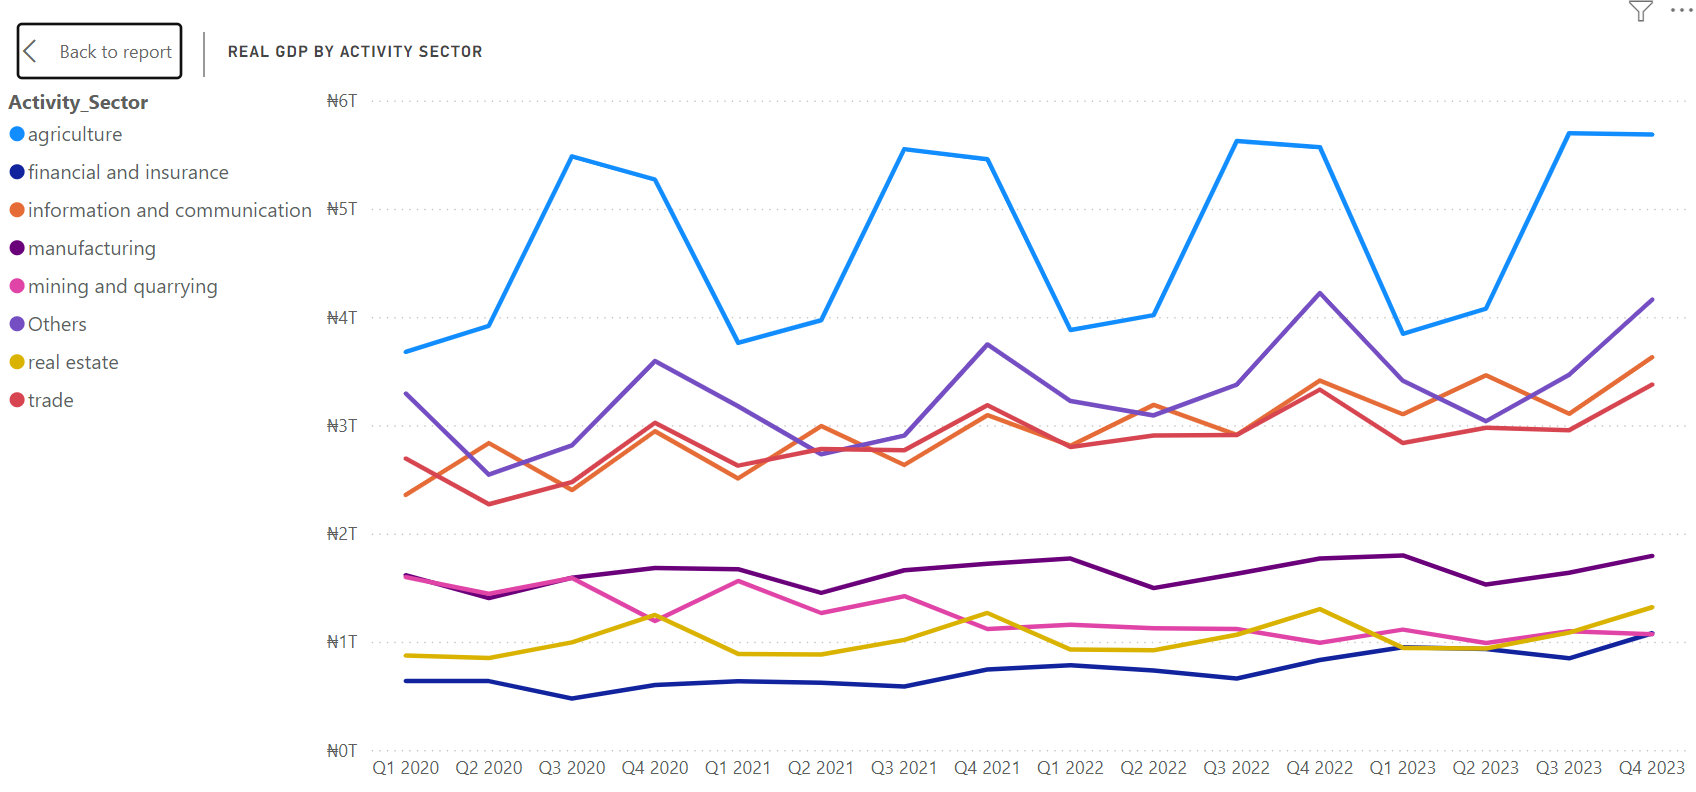 Back to report
REAL GDP BY ACTIVITY SECTOR
Activity_Sector
agriculture
financial and insurance
information and communication
manufacturing
mining and quarrying
Others
real estate
trade
₦6T
₦5T
₦4T
₦3T
₦2T
₦1T
₦0T
Q1 2020 Q2 2020 Q3 2020 Q4 2020 Q1 2021 Q2 2021 Q3 2021 Q4 2021 Q1 2022 Q2 2022 Q3 2022 Q4 2022 Q1 2023 Q2 2023 Q3 2023 Q4 2023